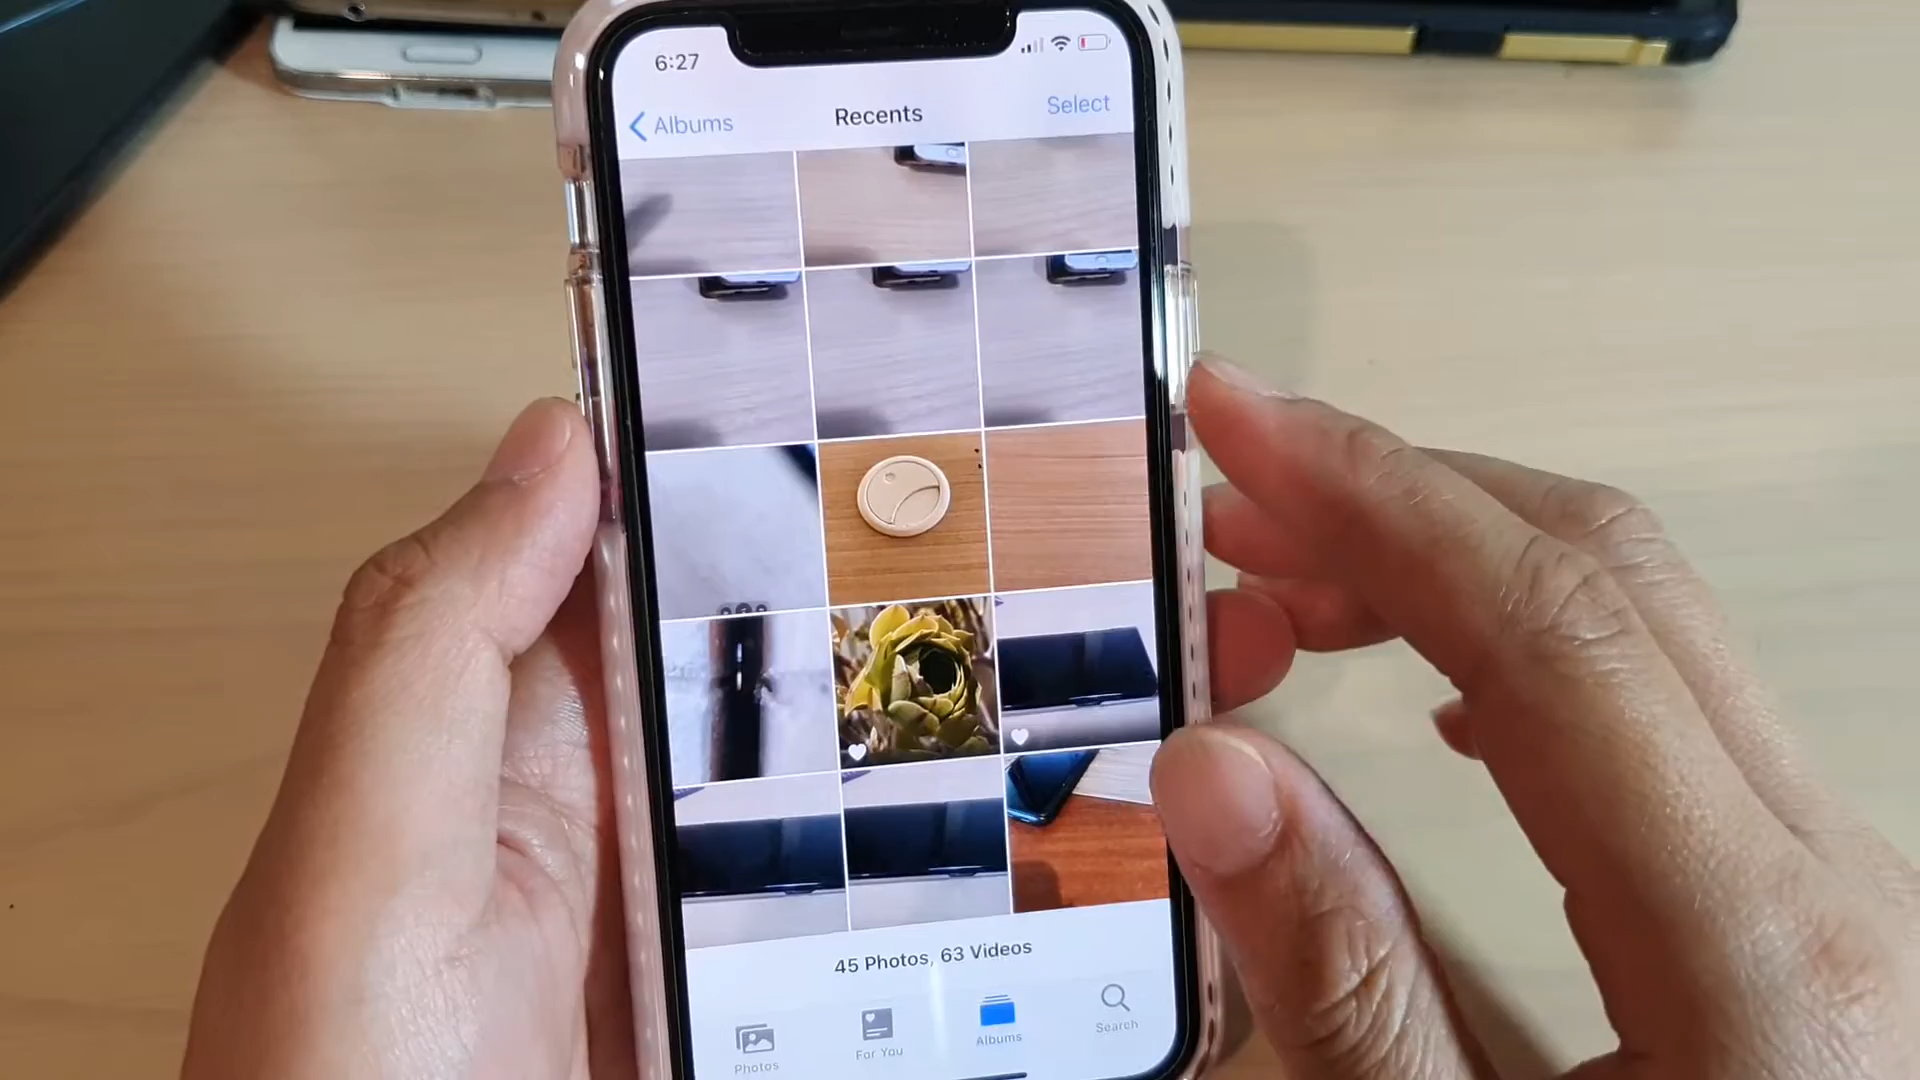 6:27
Albums
Recents
Select
45 Photos, 63 Videos
Photos
For You
Albums
Search